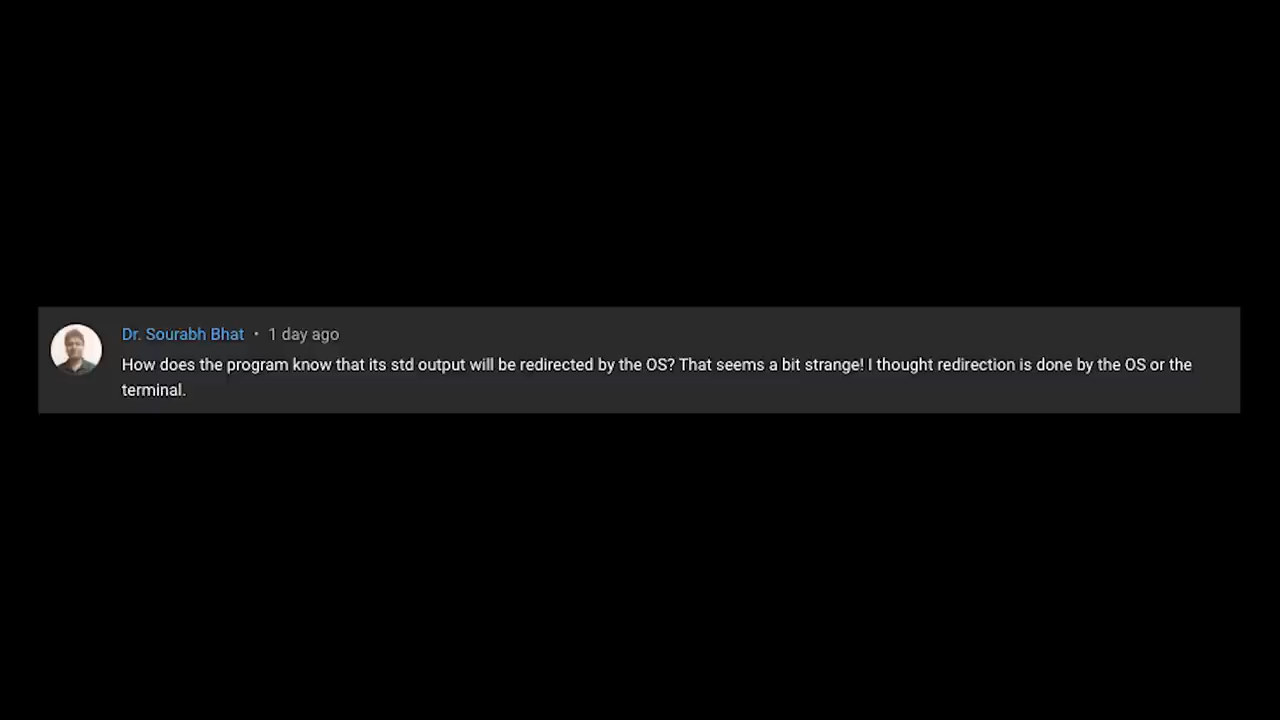 Dr. Sourabh Bhat • 1 day ago
How does the program know that its std output will be redirected by the OS? That seems a bit strange! I thought redirection is done by the OS or the
terminal.